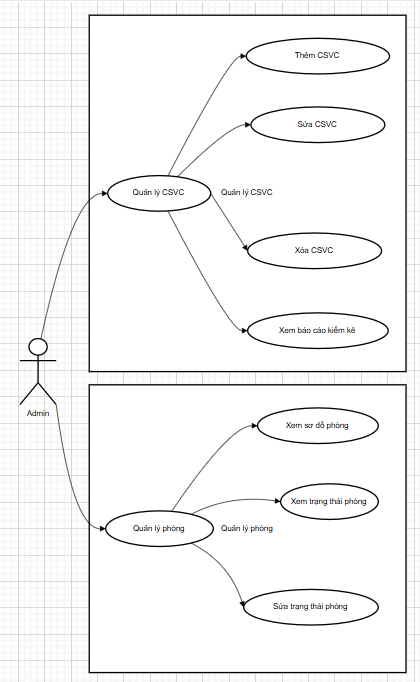 Thêm CSVC
Sửa CSVC
Quản lý CSVC
Quản lý CSVC
Xóa CSVC
Xem báo cáo kiểm kê
Admin
Xem sơ đồ phòng
Xem trạng thái phòng
Quản lý phòng
Quản lý phòng
Sửa trạng thái phòng